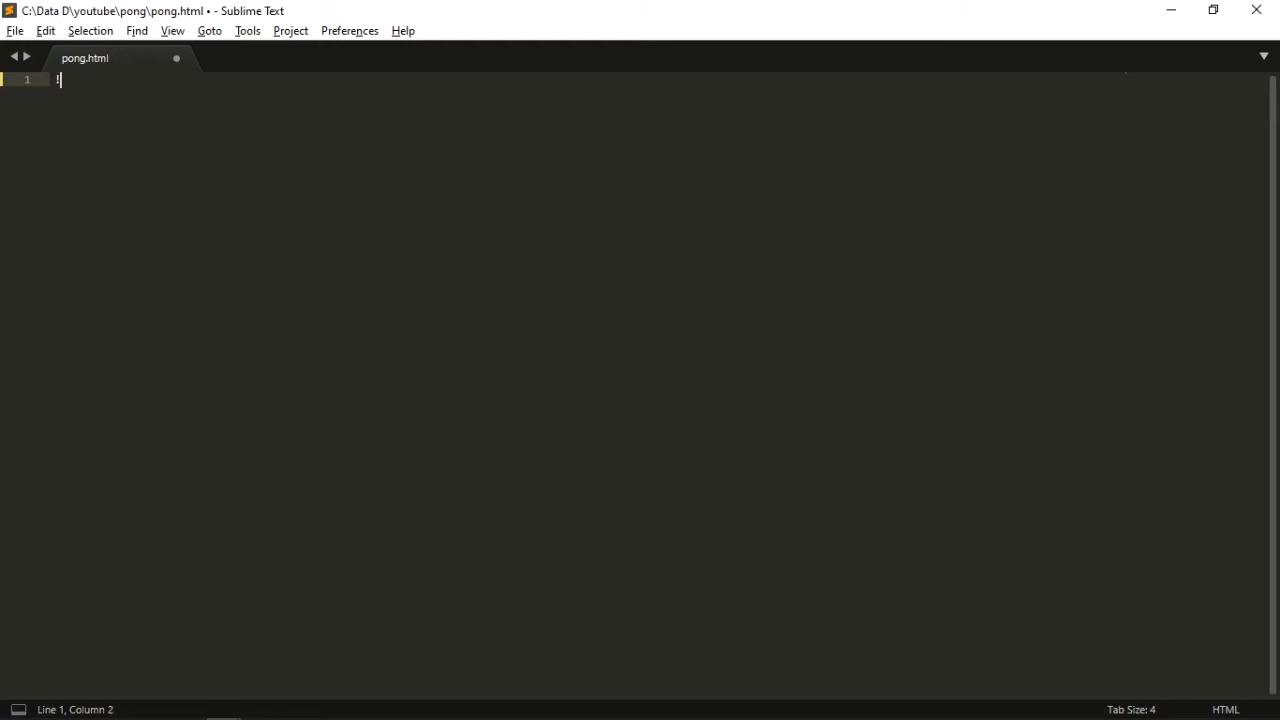 C:\Data D\youtube\pong\pong.html • - Sublime Text
File Edit Selection Find View Goto Tools Project Preferences Help
pong.html
1 !
Line 1, Column 2 Tab Size: 4 HTML